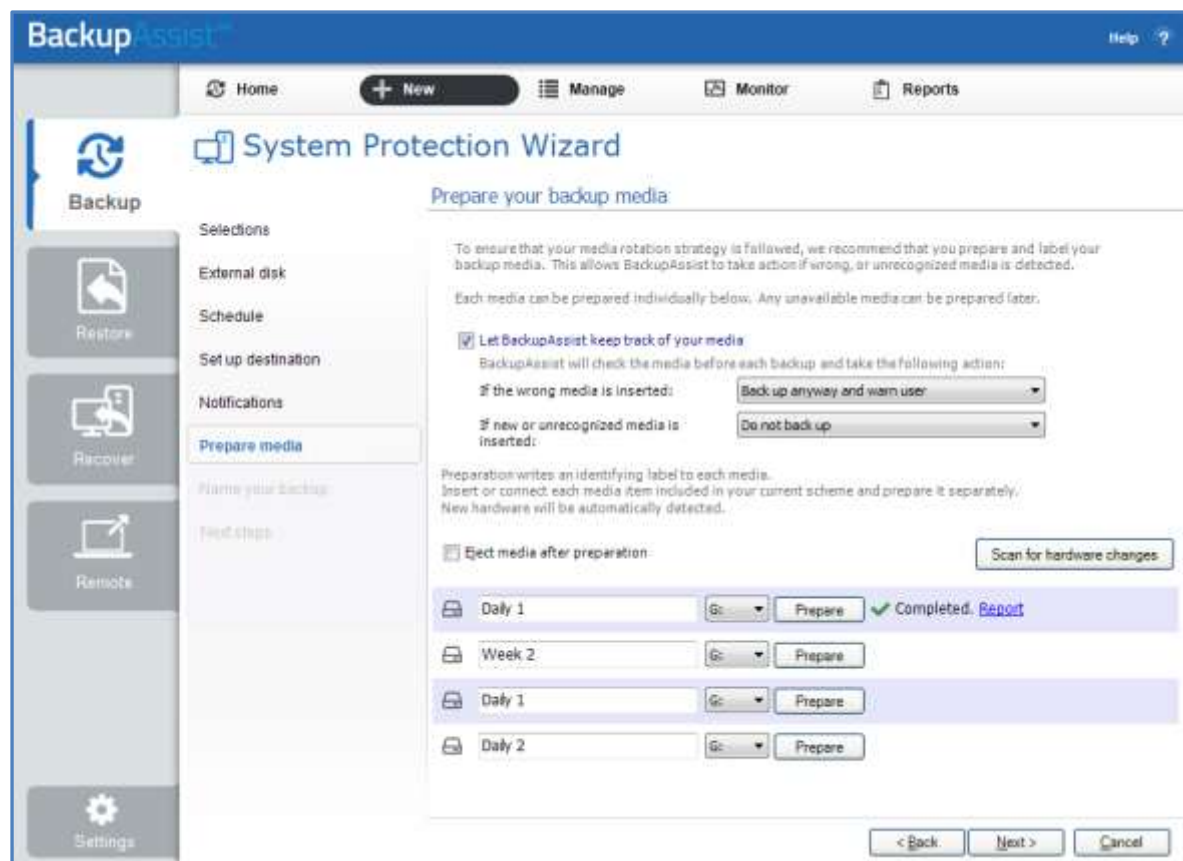 BackupAssist™
Help ?
Home
New
Manage
Monitor
Reports
System Protection Wizard
Backup
Restore
Recover
Remote
Settings
Selections
External disk
Schedule
Set up destination
Notifications
Prepare media
Name your backup
Next steps
Prepare your backup media
To ensure that your media rotation strategy is followed, we recommend that you prepare and label your
backup media. This allows BackupAssist to take action if wrong, or unrecognized media is detected.
Each media can be prepared individually below. Any unavailable media can be prepared later.
Let BackupAssist keep track of your media
BackupAssist will check the media before each backup and take the following action:
If the wrong media is inserted: Back up anyway and warn user
If new or unrecognized media is
inserted: Do not back up
Preparation writes an identifying label to each media.
Insert or connect each media item included in your current scheme and prepare it separately.
New hardware will be automatically detected.
Eject media after preparation Scan for hardware changes
Daily 1 G: Prepare Completed. Report
Week 2 G: Prepare
Daily 1 G: Prepare
Daily 2 G: Prepare
< Back Next > Cancel